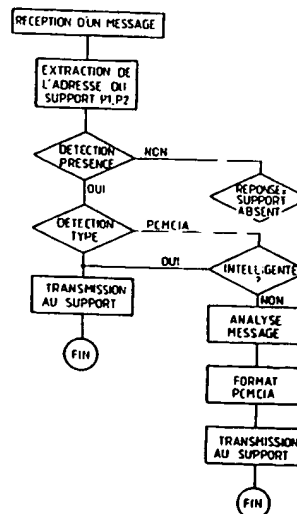 RECEPTION D'UN MESSAGE
EXTRACTION DE
L'ADRESSE DU
SUPPORT P1,P2
DETECTION
PRESENCE
NON
OUI
REPONSE:
SUPPORT
ABSENT
DETECTION
TYPE
PCMCIA
OUI
INTELLIGENTE
?
TRANSMISSION
AU SUPPORT
NON
FIN
ANALYSE
MESSAGE
FORMAT
PCMCIA
TRANSMISSION
AU SUPPORT
FIN